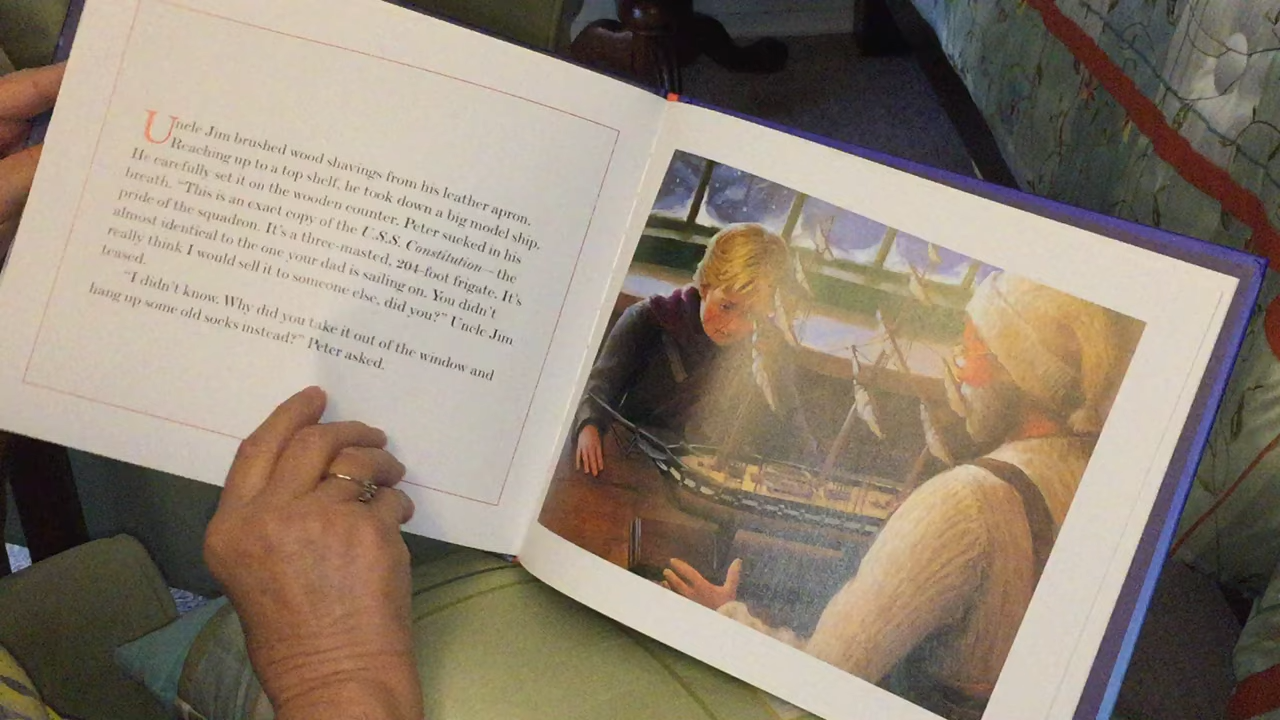 Uncle Jim brushed wood shavings from his leather apron.
Reaching up to a top shelf, he took down a big model ship.
He carefully set it on the wooden counter. Peter sucked in his
breath. “This is an exact copy of the U.S.S. Constitution—the
pride of the squadron. It’s a three-masted, 204-foot frigate. It’s
almost identical to the one your dad is sailing on. You didn’t
really think I would sell it to someone else, did you?” Uncle Jim
teased.
“I didn’t know. Why did you take it out of the window and
hang up some old socks instead?” Peter asked.